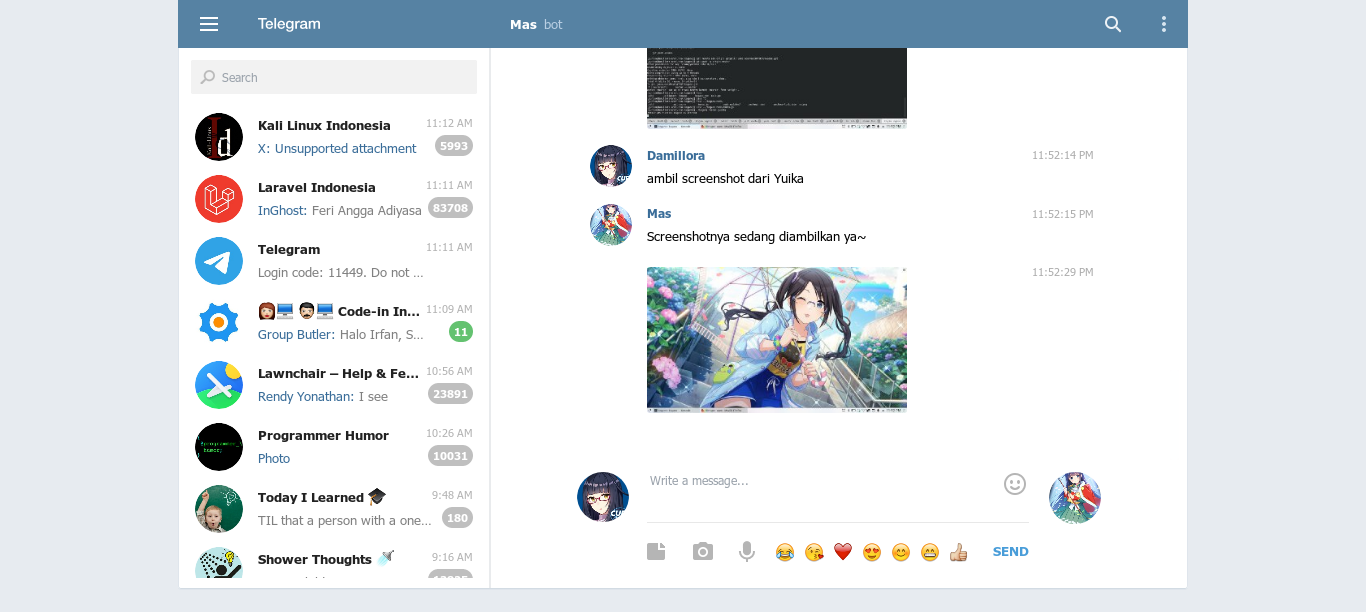 Telegram
Mas bot
Search
Kali Linux Indonesia 11:12 AM
X: Unsupported attachment 5993
Laravel Indonesia 11:11 AM
InGhost: Feri Angga Adiyasa 83708
Telegram 11:11 AM
Login code: 11449. Do not ...
Code-in In... 11:09 AM
Group Butler: Halo Irfan, S... 11
Lawnchair – Help & Fe... 10:56 AM
Rendy Yonathan: I see 23891
Programmer Humor 10:26 AM
Photo 10031
Today I Learned 9:48 AM
TIL that a person with a one... 180
Shower Thoughts 9:16 AM
Damillora 11:52:14 PM
ambil screenshot dari Yuika
Mas 11:52:15 PM
Screenshotnya sedang diambilkan ya~
11:52:29 PM
Write a message...
SEND